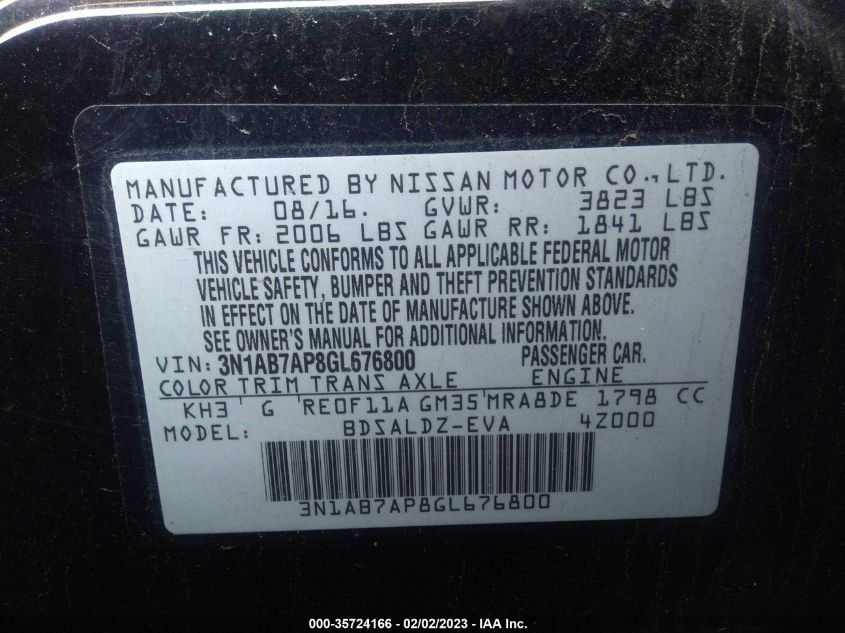 MANUFACTURED BY NISSAN MOTOR CO., LTD.
DATE: 08/16. GVWR: 3823 LBS
GAWR FR: 2006 LBS GAWR RR: 1841 LBS
THIS VEHICLE CONFORMS TO ALL APPLICABLE FEDERAL MOTOR
VEHICLE SAFETY, BUMPER AND THEFT PREVENTION STANDARDS
IN EFFECT ON THE DATE OF MANUFACTURE SHOWN ABOVE.
SEE OWNER'S MANUAL FOR ADDITIONAL INFORMATION.
VIN: 3N1AB7AP8GL676800 PASSENGER CAR.
COLOR TRIM TRANS AXLE ENGINE
KH3 ' G 'RE0F11A GM35'MRA8DE 1798 CC
MODEL: BDSALDZ-EVA 4Z000
3N1AB7AP8GL676800
000-35724166 - 02/02/2023 - IAA Inc.